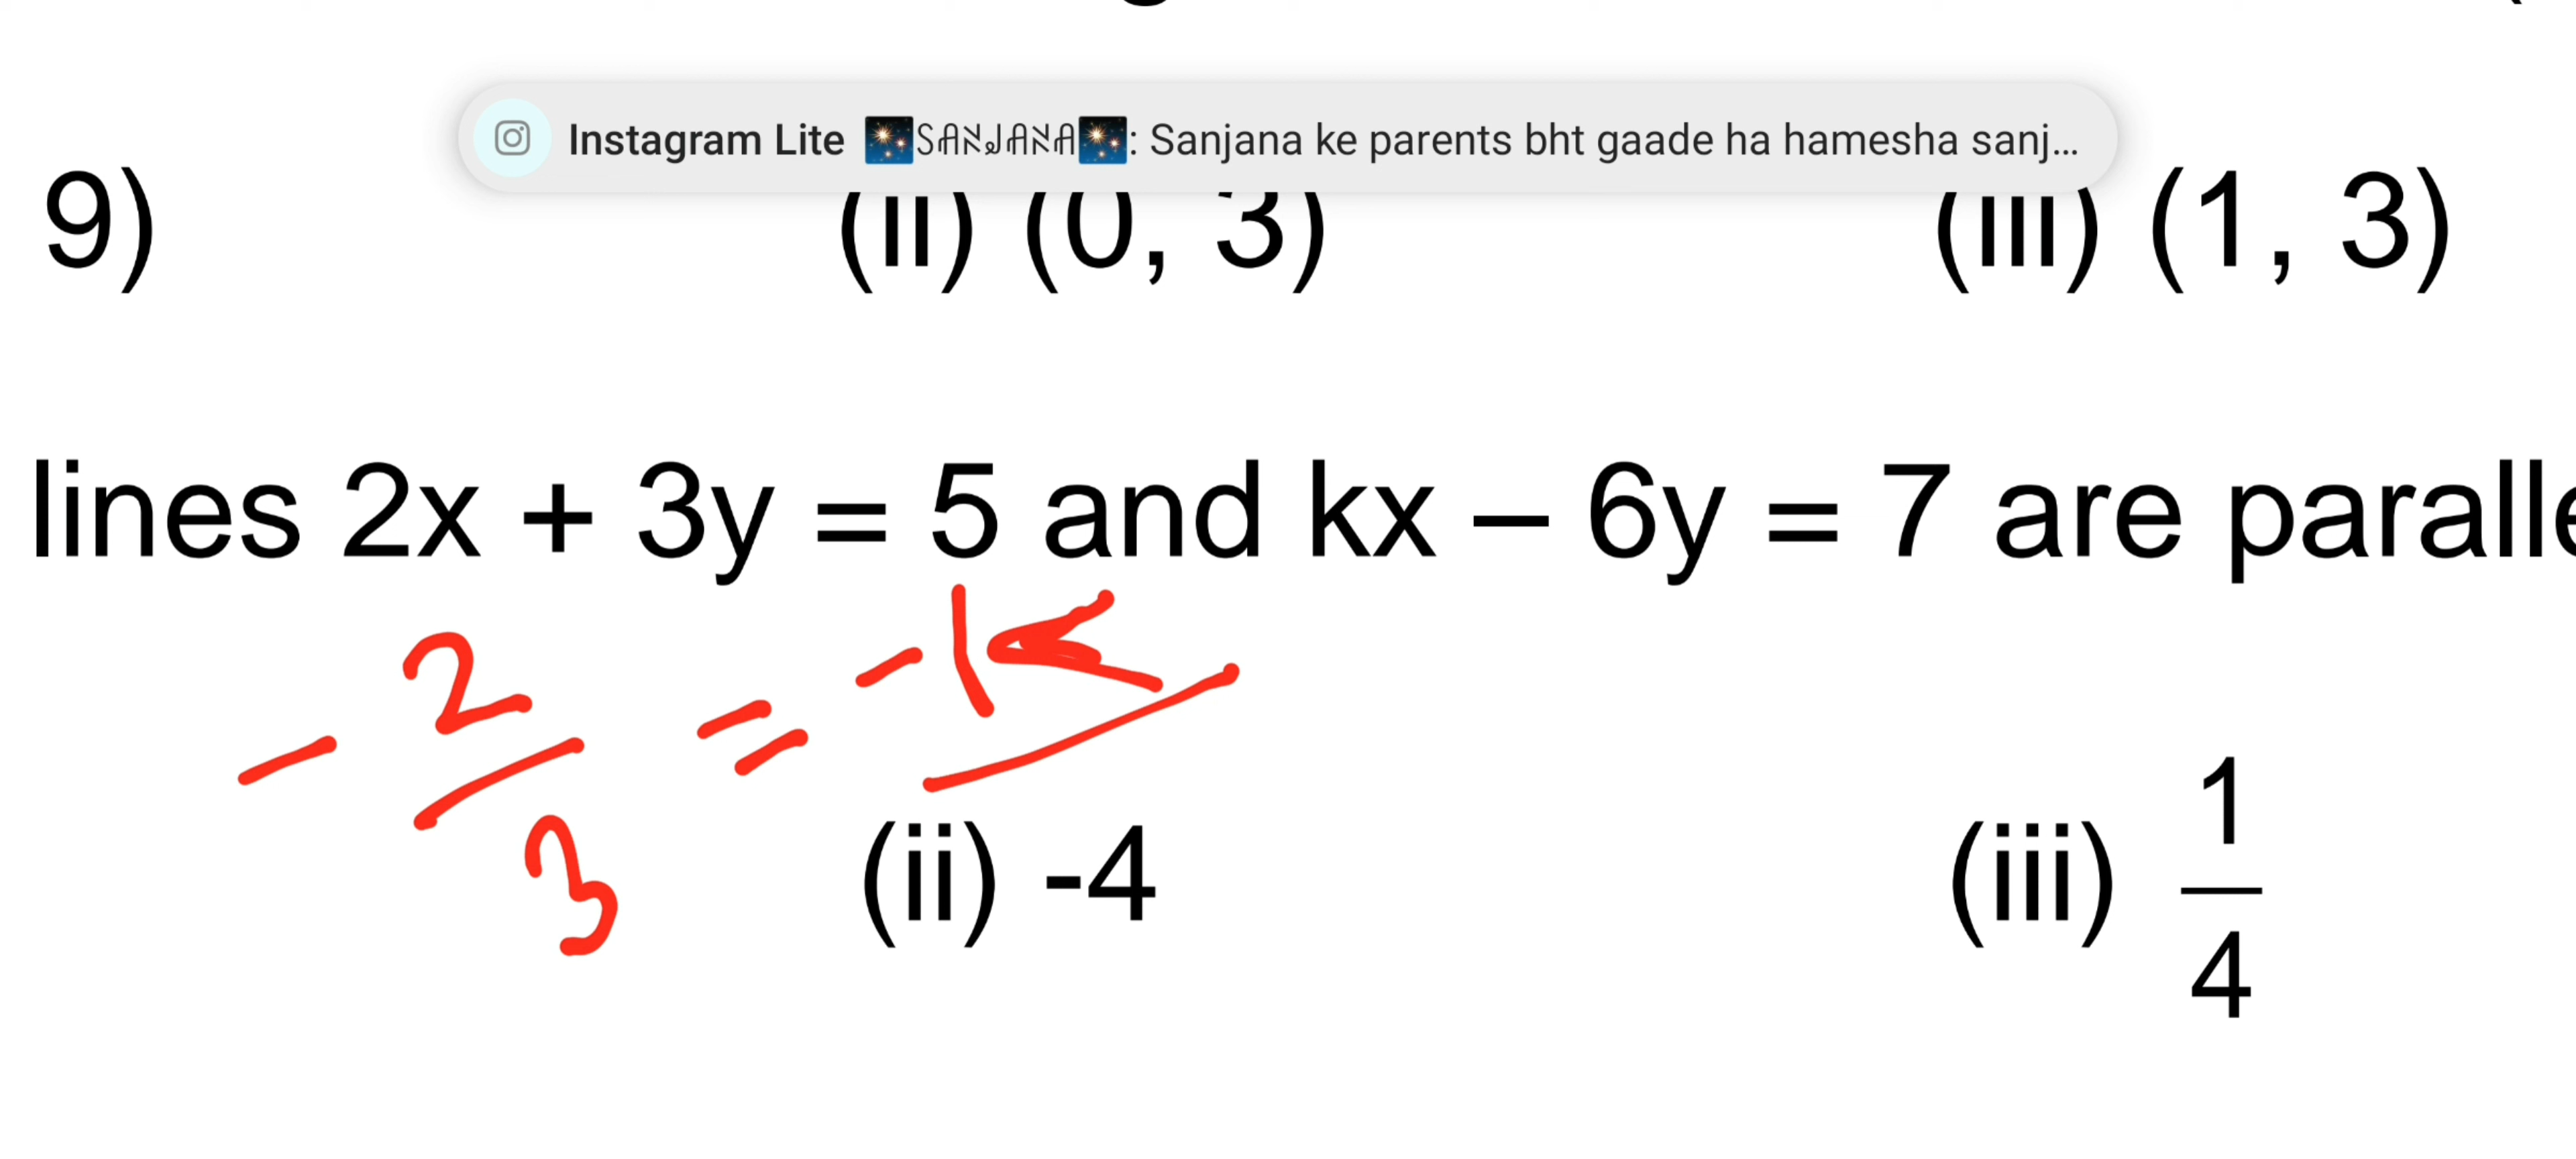 Instagram Lite 🎇SANJANA🎇: Sanjana ke parents bht gaade ha hamesha sanj...
9) (ii) (0, 3) (iii) (1, 3)
lines 2x + 3y = 5 and kx – 6y = 7 are paralle
- 2/3 = -k
(ii) -4 (iii) 1/4